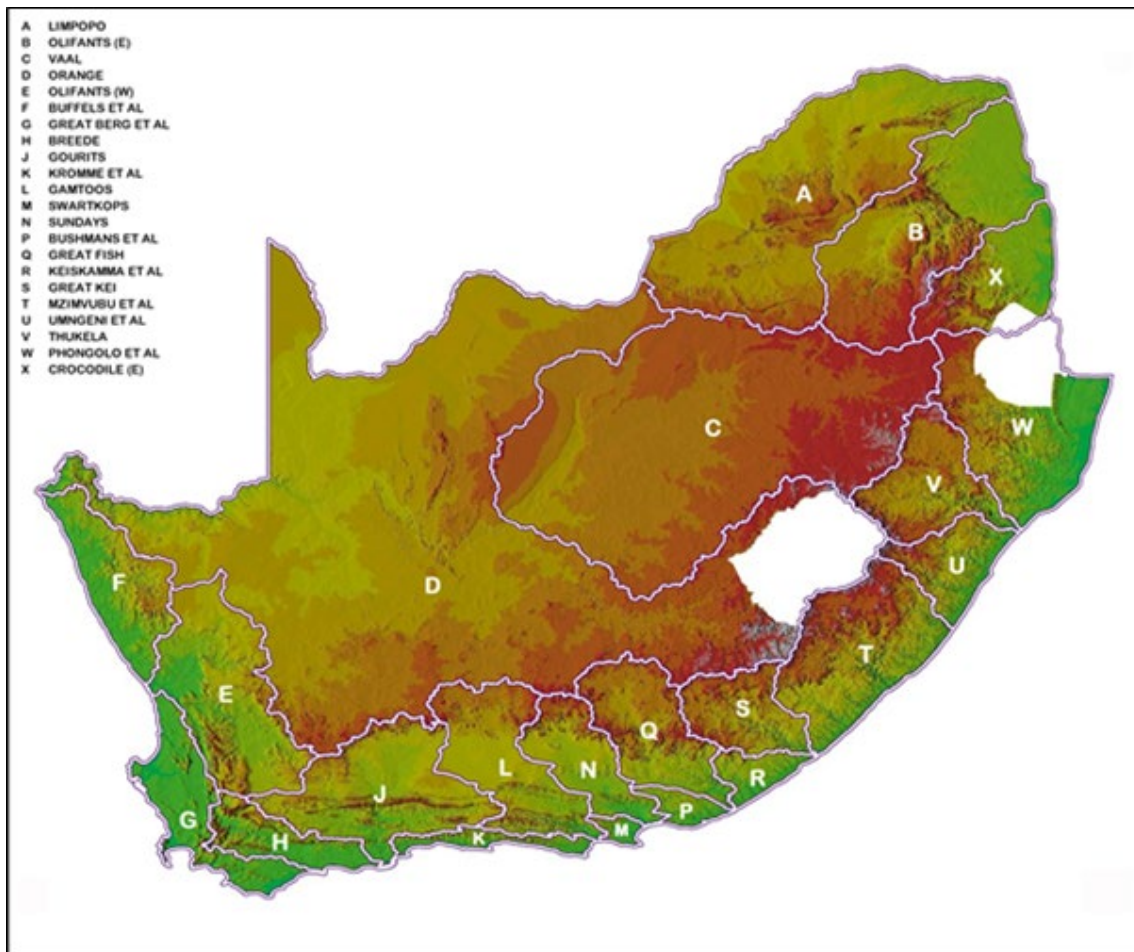 A LIMPOPO
B OLIFANTS (E)
C VAAL
D ORANGE
E OLIFANTS (W)
F BUFFELS ET AL
G GREAT BERG ET AL
H BREEDE
J GOURITS
K KROMME ET AL
L GAMTOOS
M SWARTKOPS
N SUNDAYS
P BUSHMANS ET AL
Q GREAT FISH
R KEISKAMMA ET AL
S GREAT KEI
T MZIMVUBU ET AL
U UMNGENI ET AL
V THUKELA
W PHONGOLO ET AL
X CROCODILE (E)
A
B
X
C
W
V
D
U
F
T
E
S
Q
L
N
R
J
P
G
M
K
H